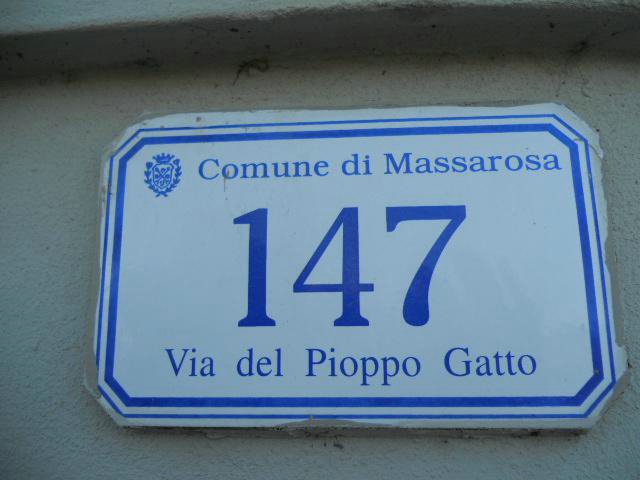 Comune di Massarosa
147
Via del Pioppo Gatto